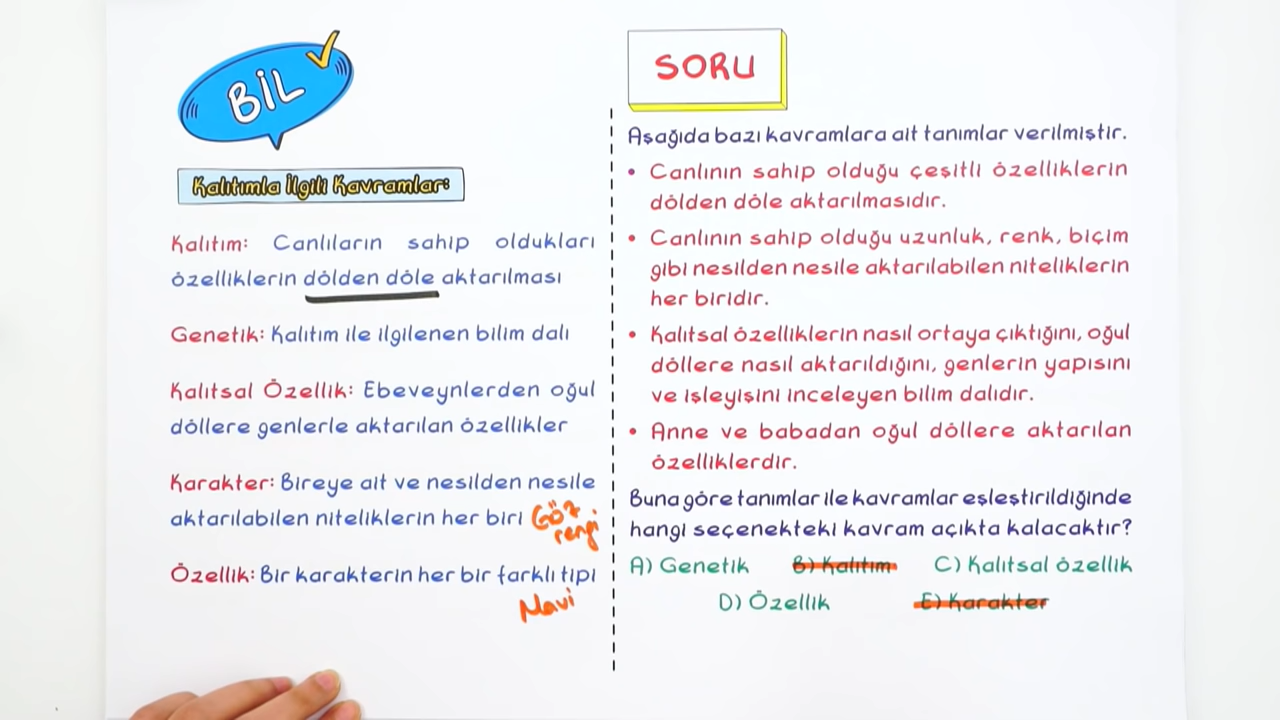 BİL
Kalıtımla İlgili Kavramlar:
Kalıtım: Canlıların sahip oldukları
özelliklerin dölden döle aktarılması
Genetik: Kalıtım ile ilgilenen bilim dalı
Kalıtsal Özellik: Ebeveynlerden oğul
döllere genlerle aktarılan özellikler
Karakter: Bireye ait ve nesilden nesile
aktarılabilen niteliklerin her biri Göz
rengi
Özellik: Bir karakterin her bir farklı tipi
Mavi
SORU
Aşağıda bazı kavramlara ait tanımlar verilmiştir.
• Canlının sahip olduğu çeşitli özelliklerin
dölden döle aktarılmasıdır.
• Canlının sahip olduğu uzunluk, renk, biçim
gibi nesilden nesile aktarılabilen niteliklerin
her biridir.
• Kalıtsal özelliklerin nasıl ortaya çıktığını, oğul
döllere nasıl aktarıldığını, genlerin yapısını
ve işleyişini inceleyen bilim dalıdır.
• Anne ve babadan oğul döllere aktarılan
özelliklerdir.
Buna göre tanımlar ile kavramlar eşleştirildiğinde
hangi seçenekteki kavram açıkta kalacaktır?
A) Genetik B) Kalıtım C) Kalıtsal özellik
D) Özellik E) Karakter